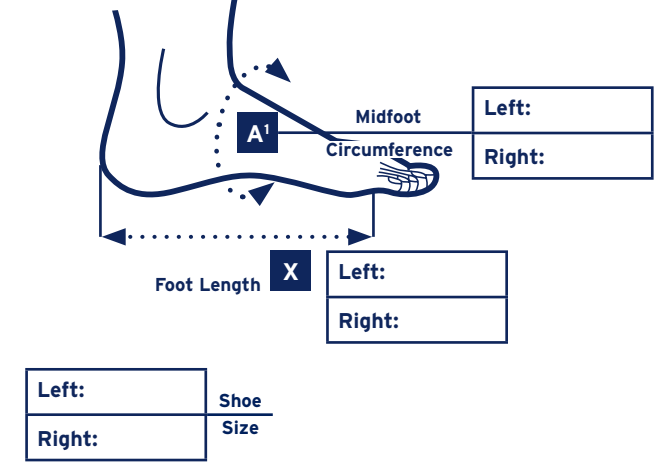 A¹
Midfoot
Circumference
Left:
Right:
Foot Length
X
Left:
Right:
Left:
Right:
Shoe
Size